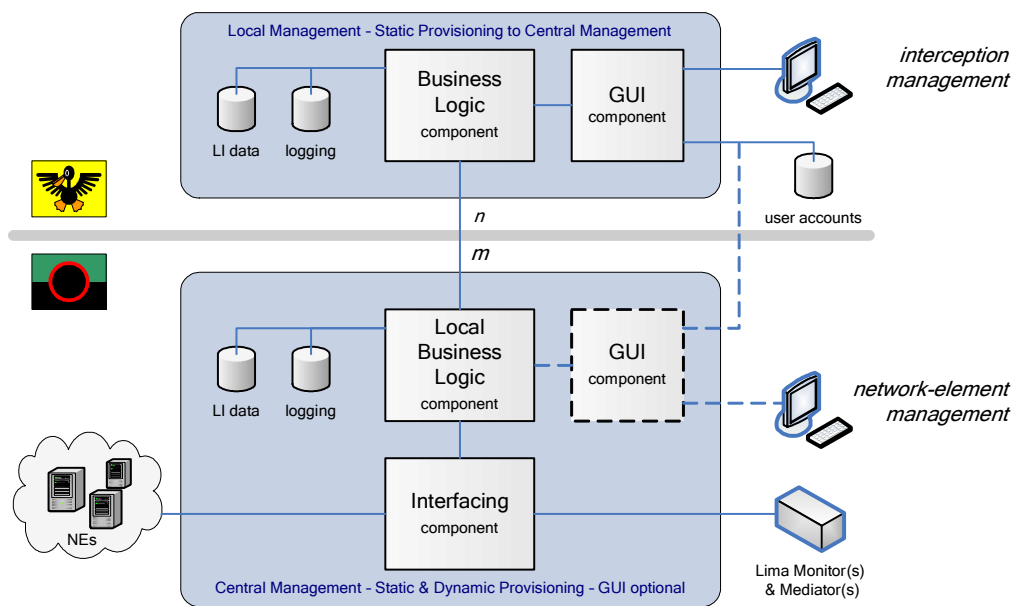 Local Management - Static Provisioning to Central Management
Business
Logic
component
GUI
component
LI data
logging
interception
management
user accounts
n
m
Local
Business
Logic
component
GUI
component
LI data
logging
network-element
management
Interfacing
component
NEs
Lima Monitor(s)
& Mediator(s)
Central Management - Static & Dynamic Provisioning - GUI optional